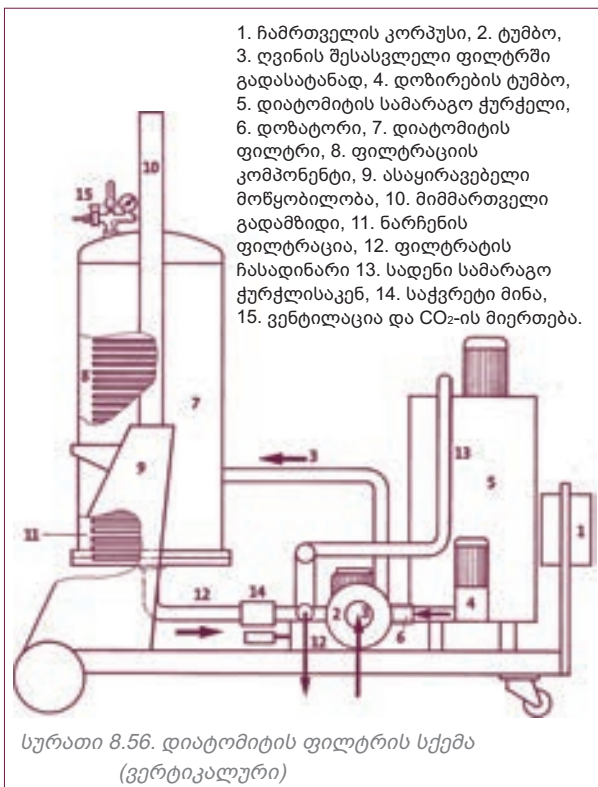 1. ჩამრთველის კორპუსი, 2. ტუმბო,
3. ღვინის შესასვლელი ფილტრში
გადასატანად, 4. დოზირების ტუმბო,
5. დიატომიტის სამარაგო ჭურჭელი,
6. დოზატორი, 7. დიატომიტის
ფილტრი, 8. ფილტრაციის
კომპონენტი, 9. ასაყირავებელი
მოწყობილობა, 10. მიმმართველი
გადამზიდი, 11. ნარჩენის
ფილტრაცია, 12. ფილტრატის
ჩასადინარი 13. სადენი სამარაგო
ჭურჭლისაკენ, 14. საჭვრეტი მინა,
15. ვენტილაცია და CO₂-ის მიერთება.
10
15
8
7
3
13
5
9
1
11
12
14
2
3
6
4
12
სურათი 8.56. დიატომიტის ფილტრის სქემა
(ვერტიკალური)